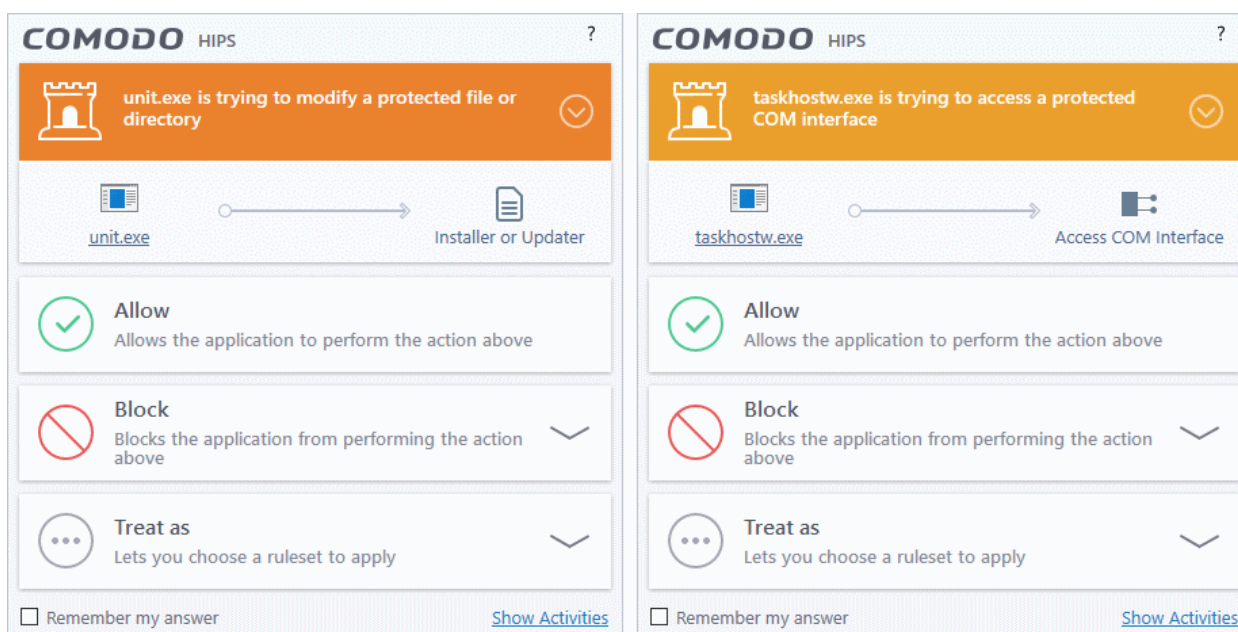 COMODO HIPS ?
unit.exe is trying to modify a protected file or
directory
unit.exe
Installer or Updater
Allow
Allows the application to perform the action above
Block
Blocks the application from performing the action
above
Treat as
Lets you choose a ruleset to apply
Remember my answer
Show Activities
COMODO HIPS ?
taskhostw.exe is trying to access a protected
COM interface
taskhostw.exe
Access COM Interface
Allow
Allows the application to perform the action above
Block
Blocks the application from performing the action
above
Treat as
Lets you choose a ruleset to apply
Remember my answer
Show Activities